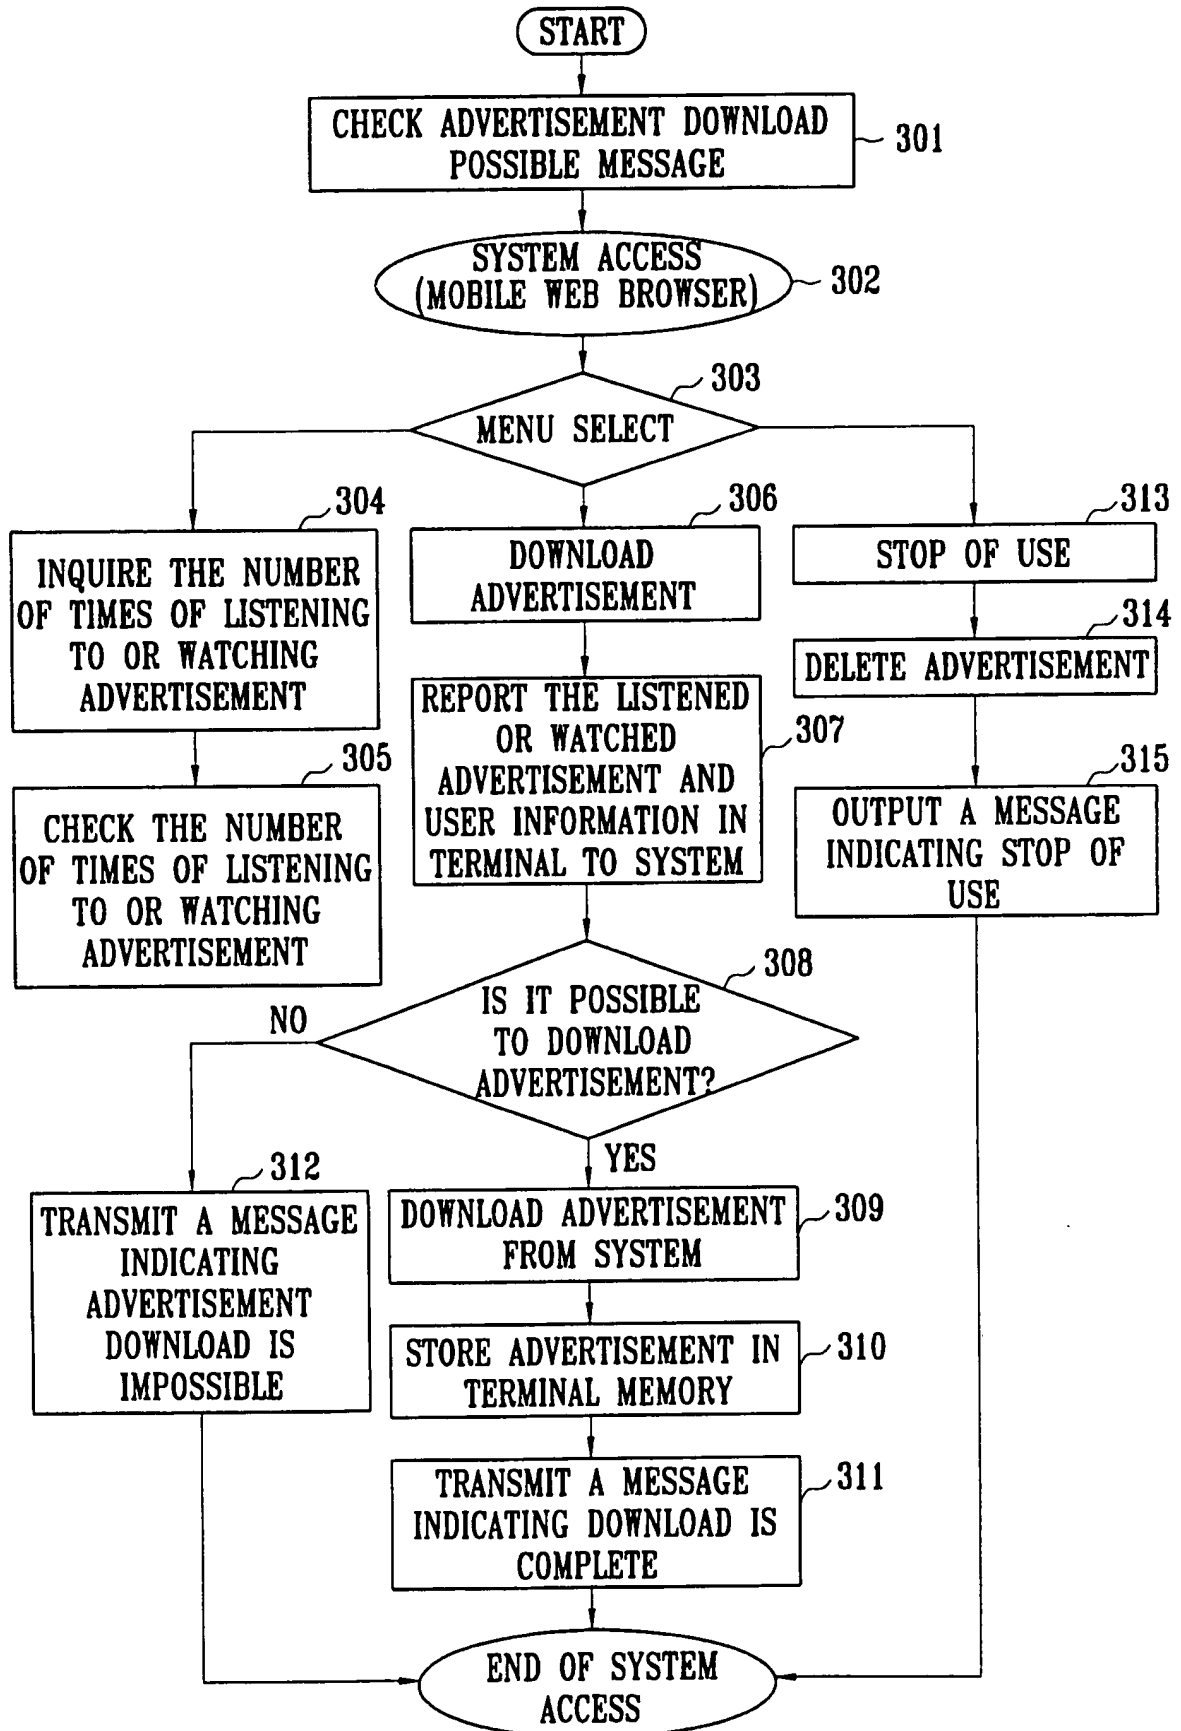 START
CHECK ADVERTISEMENT DOWNLOAD
POSSIBLE MESSAGE
301
SYSTEM ACCESS
(MOBILE WEB BROWSER)
302
303
MENU SELECT
304
INQUIRE THE NUMBER
OF TIMES OF LISTENING
TO OR WATCHING
ADVERTISEMENT
305
CHECK THE NUMBER
OF TIMES OF LISTENING
TO OR WATCHING
ADVERTISEMENT
306
DOWNLOAD
ADVERTISEMENT
REPORT THE LISTENED
OR WATCHED
ADVERTISEMENT AND
USER INFORMATION IN
TERMINAL TO SYSTEM
307
313
STOP OF USE
314
DELETE ADVERTISEMENT
315
OUTPUT A MESSAGE
INDICATING STOP OF
USE
308
IS IT POSSIBLE
TO DOWNLOAD
ADVERTISEMENT?
NO
YES
312
TRANSMIT A MESSAGE
INDICATING
ADVERTISEMENT
DOWNLOAD IS
IMPOSSIBLE
DOWNLOAD ADVERTISEMENT
FROM SYSTEM
309
STORE ADVERTISEMENT IN
TERMINAL MEMORY
310
TRANSMIT A MESSAGE
INDICATING DOWNLOAD IS
COMPLETE
311
END OF SYSTEM
ACCESS